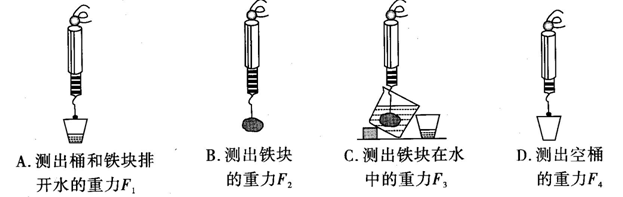 A.测出桶和铁块排
开水的重力F₁
B.测出铁块
的重力F₂
C.测出铁块在水
中的重力F₃
D.测出空桶
的重力F₄